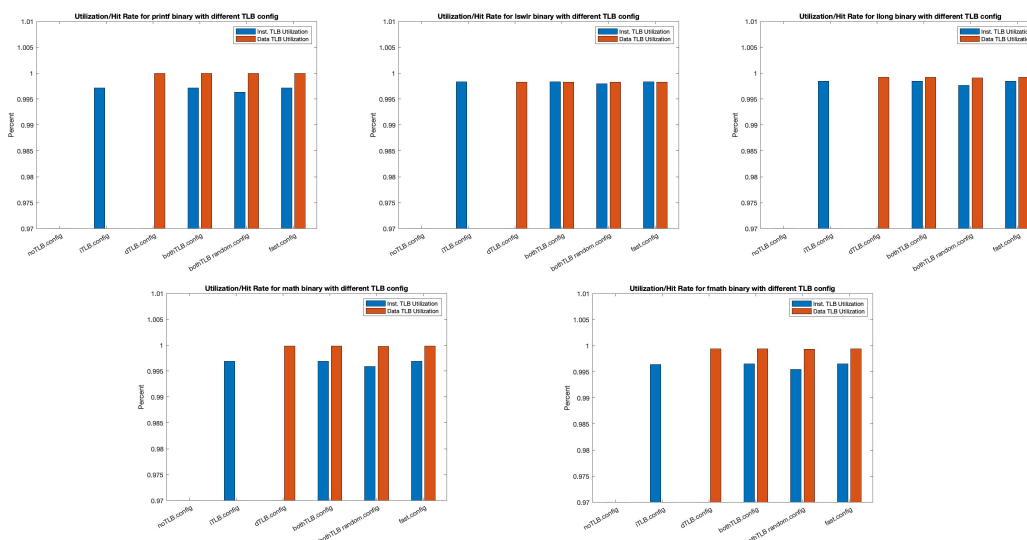 Utilization/Hit Rate for printf binary with different TLB config
Inst. TLB Utilization
Data TLB Utilization
Percent
1.01
1.005
1
0.995
0.99
0.985
0.98
0.975
0.97
noTLB.config
iTLB.config
dTLB.config
bothTLB.config
bothTLB random.config
fast.config
Utilization/Hit Rate for lswlr binary with different TLB config
Inst. TLB Utilization
Data TLB Utilization
Percent
1.01
1.005
1
0.995
0.99
0.985
0.98
0.975
0.97
noTLB.config
iTLB.config
dTLB.config
bothTLB.config
bothTLB random.config
fast.config
Utilization/Hit Rate for llong binary with different TLB config
Inst. TLB Utilization
Data TLB Utilization
Percent
1.01
1.005
1
0.995
0.99
0.985
0.98
0.975
0.97
noTLB.config
iTLB.config
dTLB.config
bothTLB.config
bothTLB random.config
fast.config
Utilization/Hit Rate for math binary with different TLB config
Inst. TLB Utilization
Data TLB Utilization
Percent
1.01
1.005
1
0.995
0.99
0.985
0.98
0.975
0.97
noTLB.config
iTLB.config
dTLB.config
bothTLB.config
bothTLB random.config
fast.config
Utilization/Hit Rate for fmath binary with different TLB config
Inst. TLB Utilization
Data TLB Utilization
Percent
1.01
1.005
1
0.995
0.99
0.985
0.98
0.975
0.97
noTLB.config
iTLB.config
dTLB.config
bothTLB.config
bothTLB random.config
fast.config